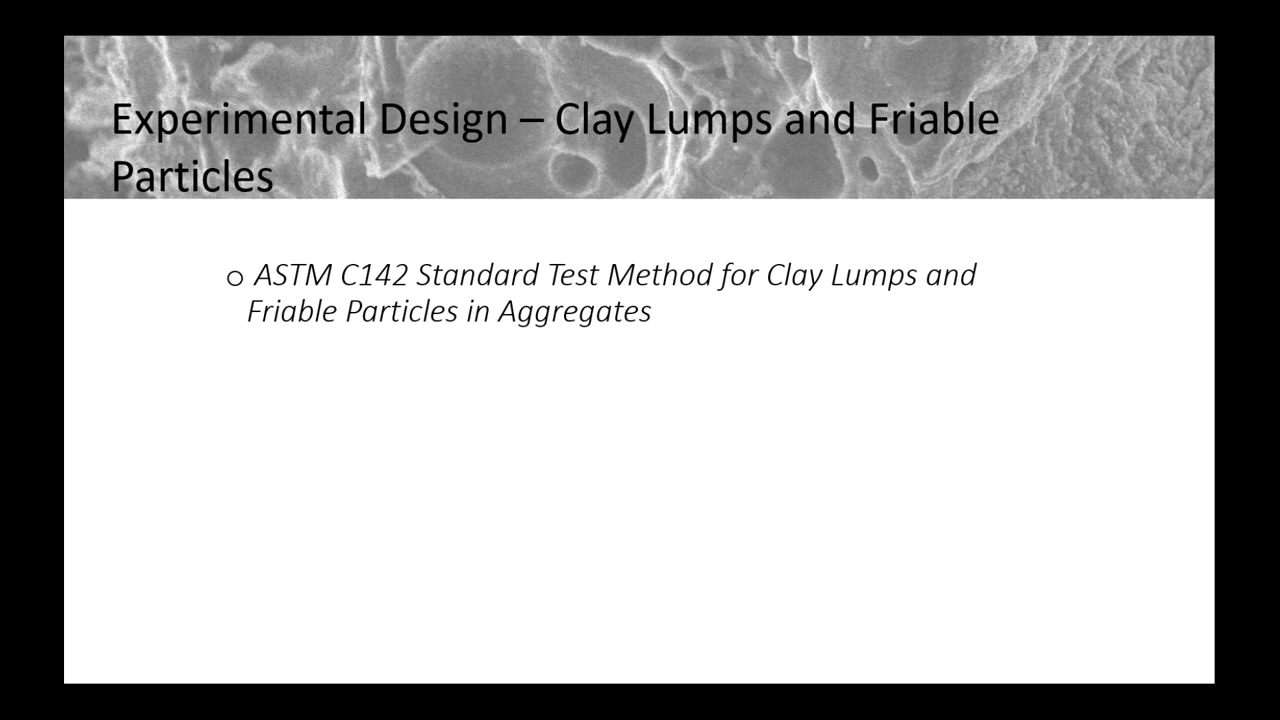 Experimental Design – Clay Lumps and Friable
Particles
o ASTM C142 Standard Test Method for Clay Lumps and
Friable Particles in Aggregates